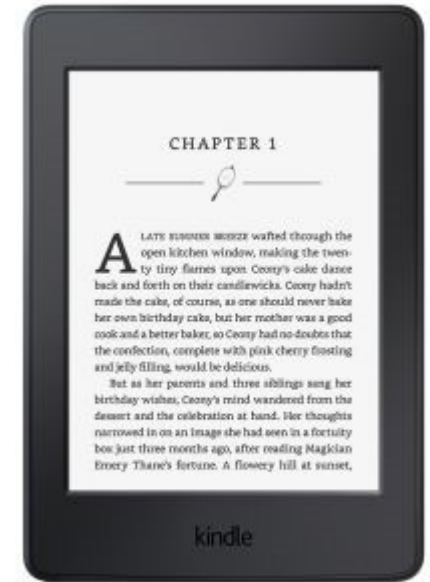 CHAPTER 1
A LATE SUMMER BREEZE wafted through the
open kitchen window, making the twen-
ty tiny flames upon Ceony's cake dance
back and forth on their candlewicks. Ceony hadn't
made the cake, of course, as one should never bake
her own birthday cake, but her mother was a good
cook and a better baker, so Ceony had no doubts that
the confection, complete with pink cherry frosting
and jelly filling, would be delicious.
But as her parents and three siblings sang her
birthday wishes, Ceony's mind wandered from the
dessert and the celebration at hand. Her thoughts
narrowed in on an image she had seen in a fortuity
box just three months ago, after reading Magician
Emery Thane's fortune. A flowery hill at sunset,
kindle